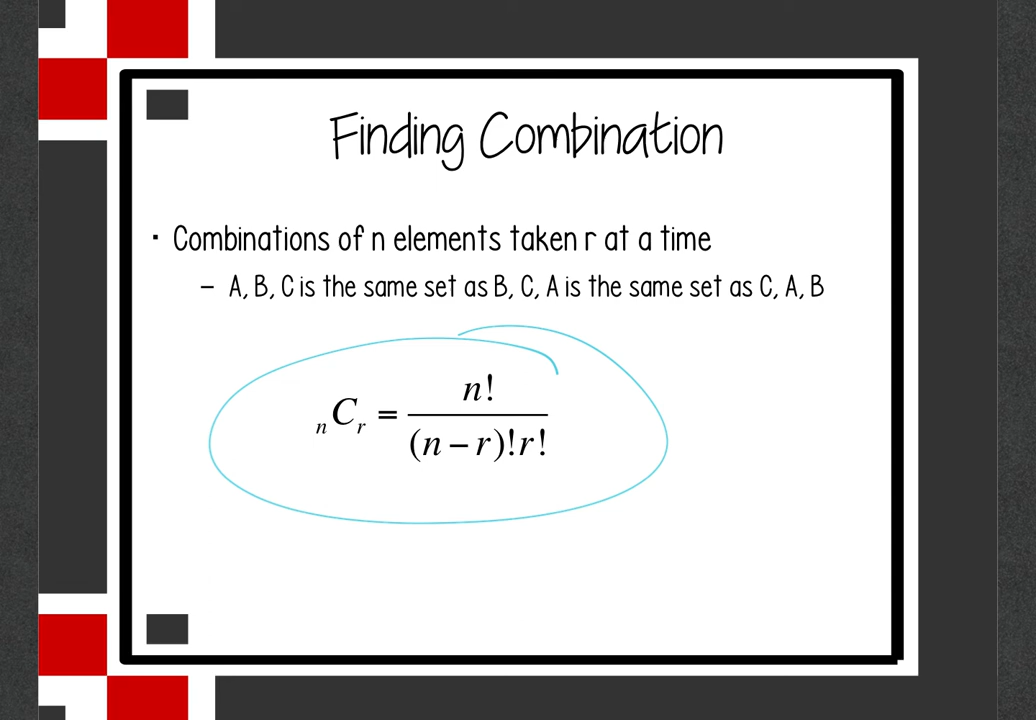 Finding Combination
▪ Combinations of n elements taken r at a time
– A, B, C is the same set as B, C, A is the same set as C, A, B
nCr = n! / (n − r)!r!